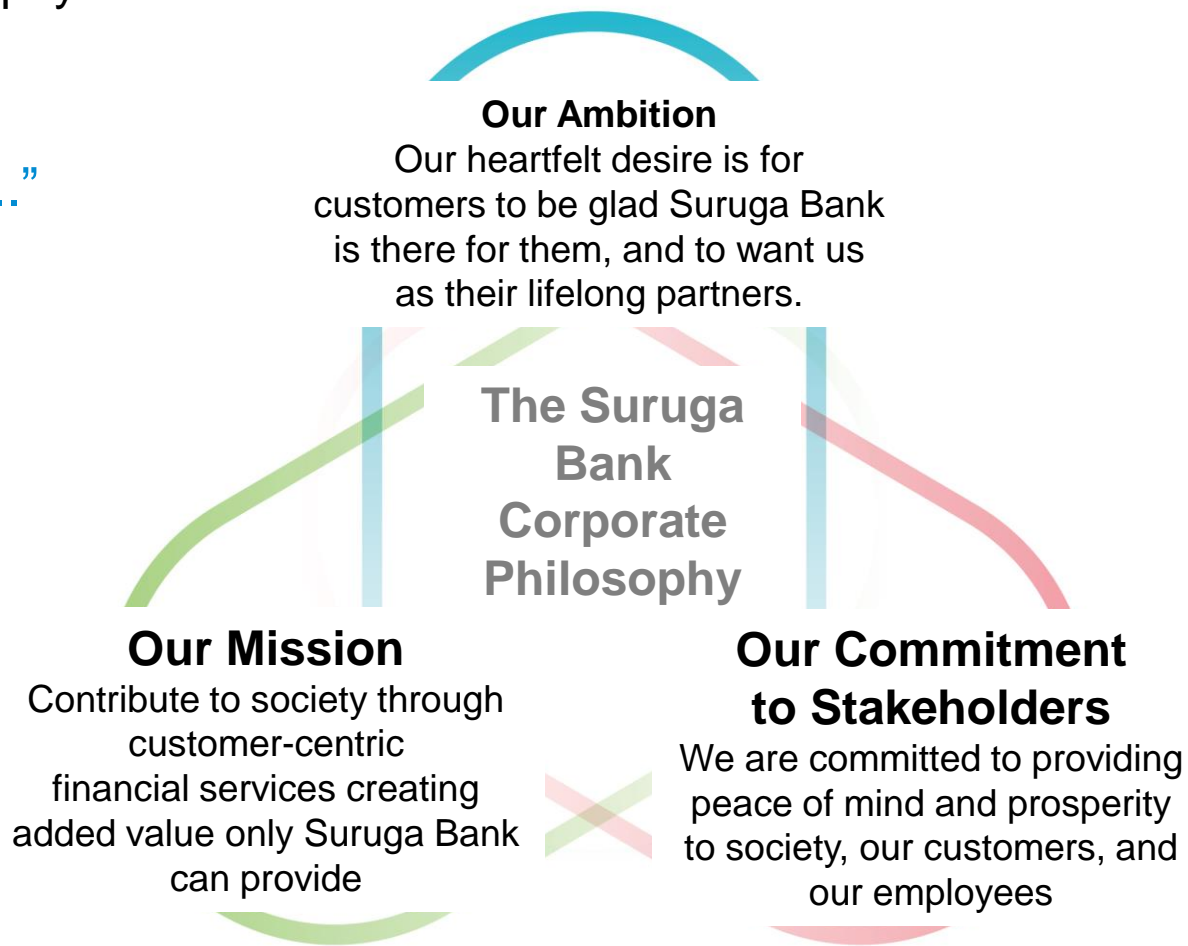 Our Ambition
Our heartfelt desire is for
customers to be glad Suruga Bank
is there for them, and to want us
as their lifelong partners.
The Suruga
Bank
Corporate
Philosophy
Our Mission
Contribute to society through
customer-centric
financial services creating
added value only Suruga Bank
can provide
Our Commitment
to Stakeholders
We are committed to providing
peace of mind and prosperity
to society, our customers, and
our employees